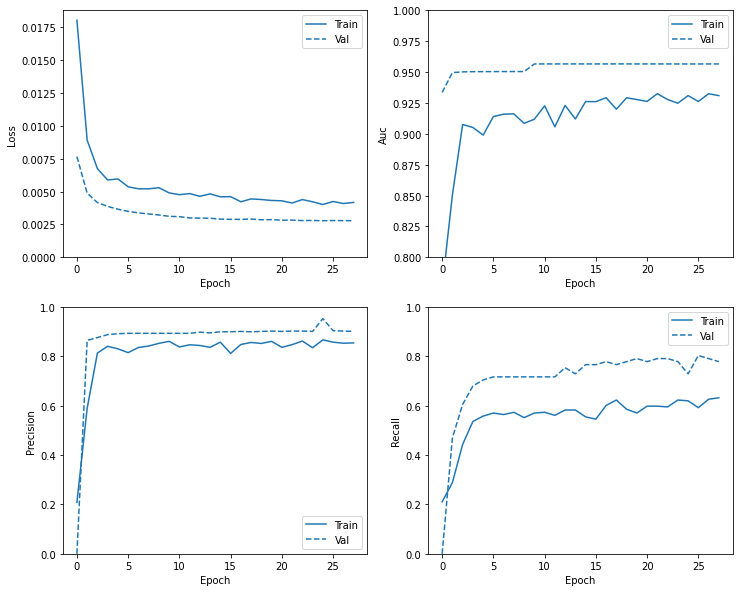 Loss
0.0175
0.0150
0.0125
0.0100
0.0075
0.0050
0.0025
0.0000
0 5 10 15 20 25
Epoch
Train
Val
Auc
1.000
0.975
0.950
0.925
0.900
0.875
0.850
0.825
0.800
0 5 10 15 20 25
Epoch
Train
Val
Precision
1.0
0.8
0.6
0.4
0.2
0.0
0 5 10 15 20 25
Epoch
Train
Val
Recall
1.0
0.8
0.6
0.4
0.2
0.0
0 5 10 15 20 25
Epoch
Train
Val